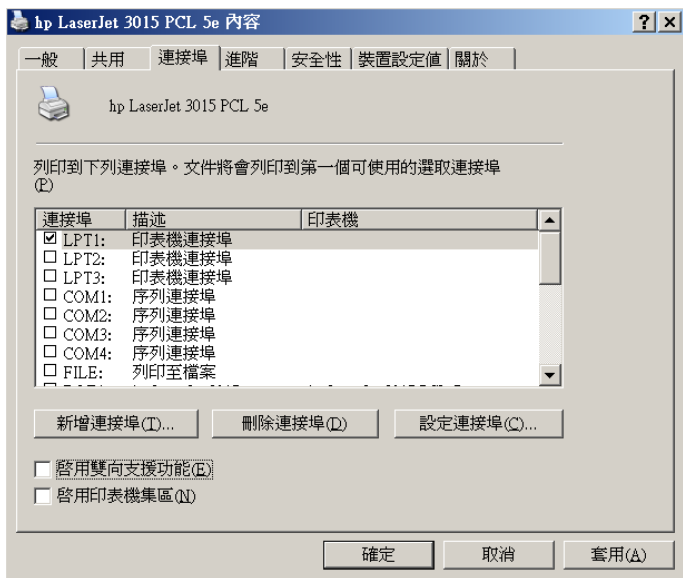 hp LaserJet 3015 PCL 5e 內容
一般 共用 連接埠 進階 安全性 裝置設定值 關於
hp LaserJet 3015 PCL 5e
列印到下列連接埠。文件將會列印到第一個可使用的選取連接埠
(P)
連接埠 描述 印表機
LPT1: 印表機連接埠
LPT2: 印表機連接埠
LPT3: 印表機連接埠
COM1: 序列連接埠
COM2: 序列連接埠
COM3: 序列連接埠
COM4: 序列連接埠
FILE: 列印至檔案
新增連接埠(T)... 刪除連接埠(D) 設定連接埠(C)...
啓用雙向支援功能(E)
啓用印表機集區(N)
確定 取消 套用(A)